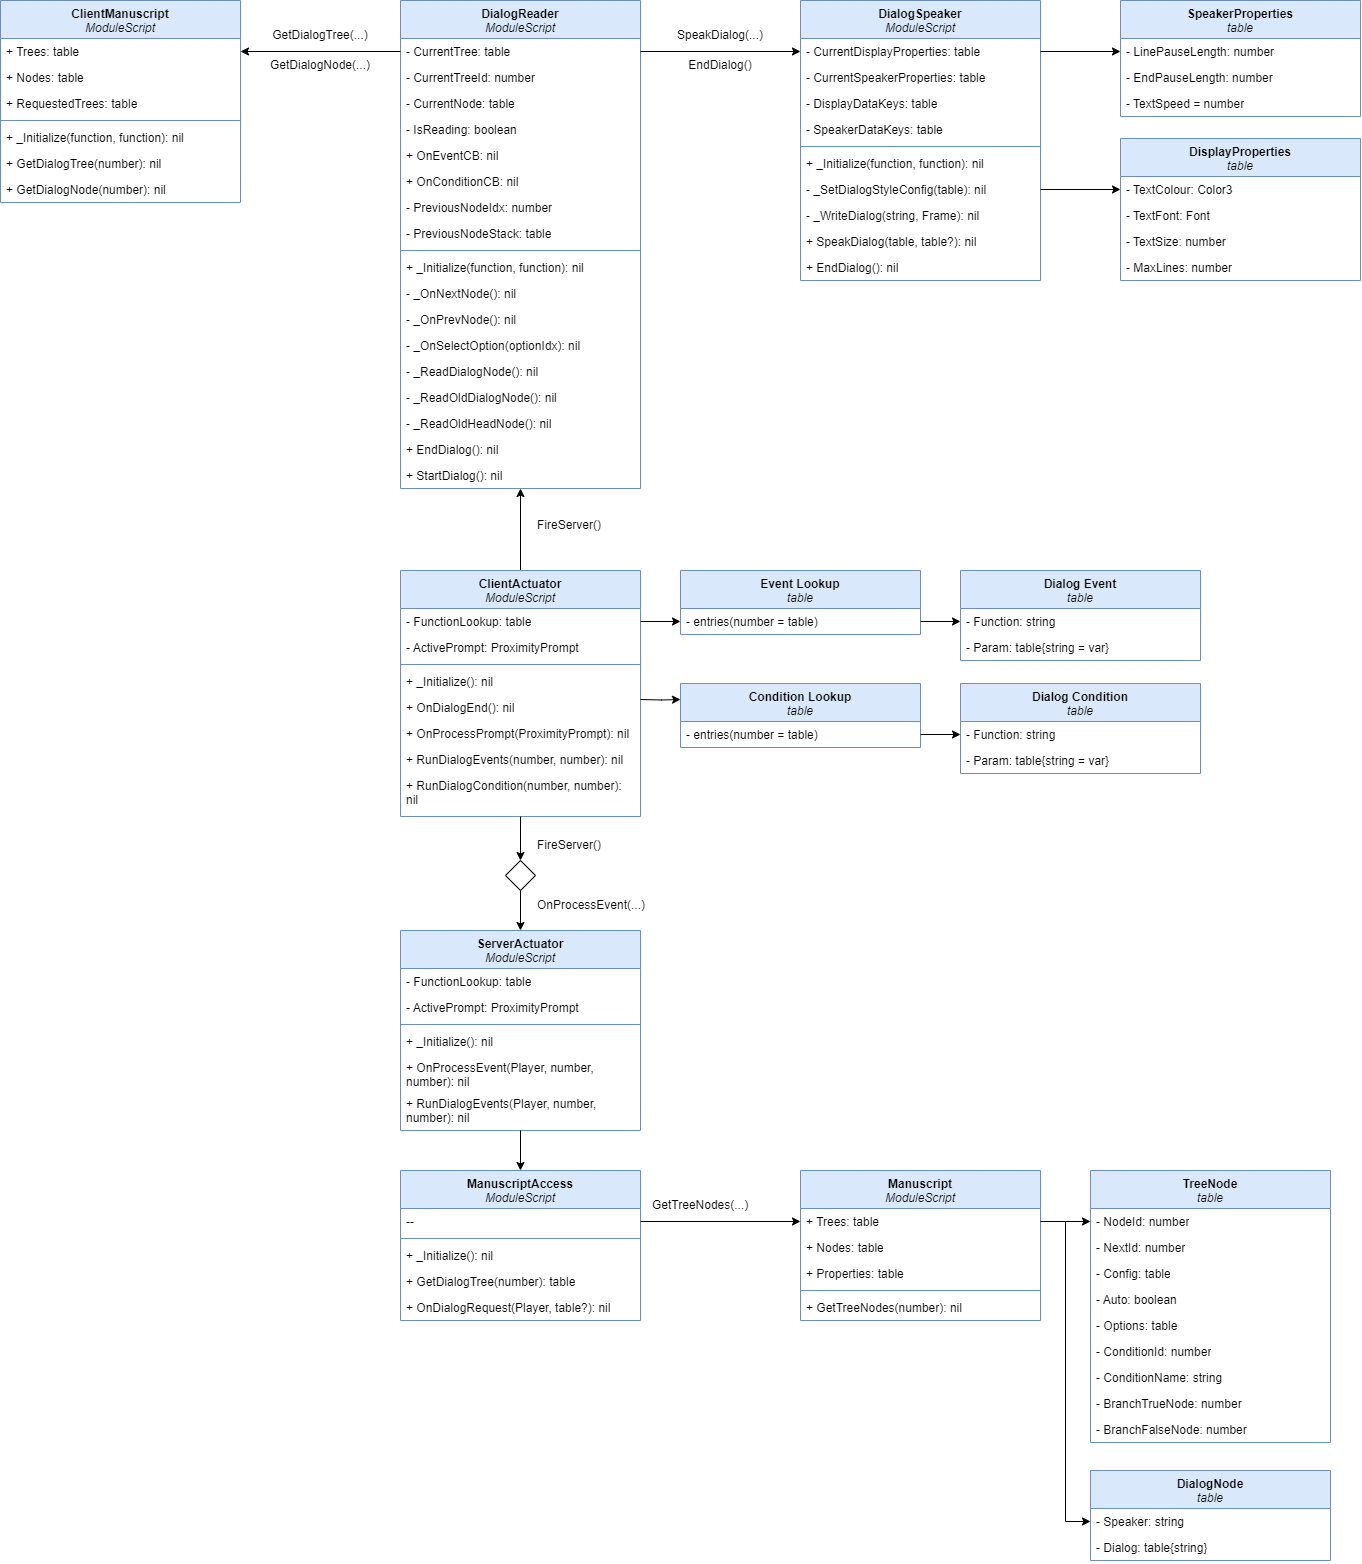 ClientManuscript
ModuleScript
+ Trees: table
+ Nodes: table
+ RequestedTrees: table
+ _Initialize(function, function): nil
+ GetDialogTree(number): nil
+ GetDialogNode(number): nil
GetDialogTree(...)
GetDialogNode(...)
DialogReader
ModuleScript
- CurrentTree: table
- CurrentTreeId: number
- CurrentNode: table
- IsReading: boolean
+ OnEventCB: nil
+ OnConditionCB: nil
- PreviousNodeIdx: number
- PreviousNodeStack: table
+ _Initialize(function, function): nil
- _OnNextNode(): nil
- _OnPrevNode(): nil
- _OnSelectOption(optionIdx): nil
- _ReadDialogNode(): nil
- _ReadOldDialogNode(): nil
- _ReadOldHeadNode(): nil
+ EndDialog(): nil
+ StartDialog(): nil
SpeakDialog(...)
EndDialog()
DialogSpeaker
ModuleScript
- CurrentDisplayProperties: table
- CurrentSpeakerProperties: table
- DisplayDataKeys: table
- SpeakerDataKeys: table
+ _Initialize(function, function): nil
- _SetDialogStyleConfig(table): nil
- _WriteDialog(string, Frame): nil
+ SpeakDialog(table, table?): nil
+ EndDialog(): nil
SpeakerProperties
table
- LinePauseLength: number
- EndPauseLength: number
- TextSpeed = number
DisplayProperties
table
- TextColour: Color3
- TextFont: Font
- TextSize: number
- MaxLines: number
FireServer()
ClientActuator
ModuleScript
- FunctionLookup: table
- ActivePrompt: ProximityPrompt
+ _Initialize(): nil
+ OnDialogEnd(): nil
+ OnProcessPrompt(ProximityPrompt): nil
+ RunDialogEvents(number, number): nil
+ RunDialogCondition(number, number):
nil
Event Lookup
table
- entries(number = table)
Dialog Event
table
- Function: string
- Param: table{string = var}
Condition Lookup
table
- entries(number = table)
Dialog Condition
table
- Function: string
- Param: table{string = var}
FireServer()
OnProcessEvent(...)
ServerActuator
ModuleScript
- FunctionLookup: table
- ActivePrompt: ProximityPrompt
+ _Initialize(): nil
+ OnProcessEvent(Player, number,
number): nil
+ RunDialogEvents(Player, number,
number): nil
ManuscriptAccess
ModuleScript
--
+ _Initialize(): nil
+ GetDialogTree(number): table
+ OnDialogRequest(Player, table?): nil
GetTreeNodes(...)
Manuscript
ModuleScript
+ Trees: table
+ Nodes: table
+ Properties: table
+ GetTreeNodes(number): nil
TreeNode
table
- NodeId: number
- NextId: number
- Config: table
- Auto: boolean
- Options: table
- ConditionId: number
- ConditionName: string
- BranchTrueNode: number
- BranchFalseNode: number
DialogNode
table
- Speaker: string
- Dialog: table{string}